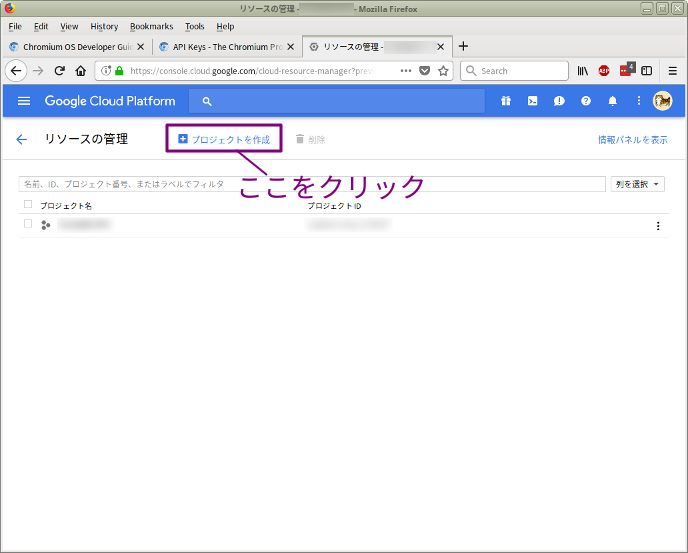 リソースの管理 - - Mozilla Firefox
File Edit View History Bookmarks Tools Help
Chromium OS Developer Guid
API Keys - The Chromium Pro
リソースの管理 -
https://console.cloud.google.com/cloud-resource-manager?previ
Search
4
ABP
Google Cloud Platform
リソースの管理
プロジェクトを作成
削除
情報パネルを表示
名前、ID、プロジェクト番号、またはラベルでフィルタ
列を選択
ここをクリック
プロジェクト名
プロジェクト ID